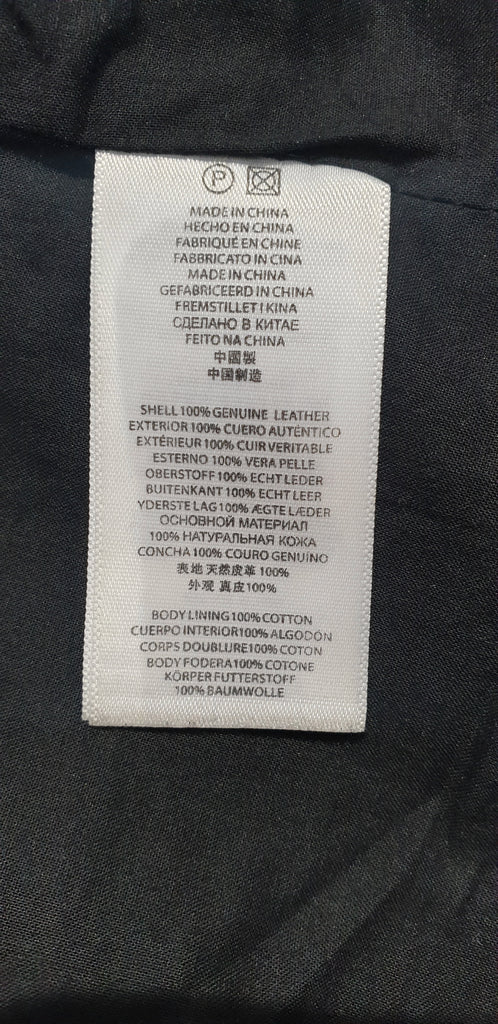 P
MADE IN CHINA
HECHO EN CHINA
FABRIQUÉ EN CHINE
FABBRICATO IN CINA
MADE IN CHINA
GEFABRICEERD IN CHINA
FREMSTILLET I KINA
СДЕЛАНО В КИТАЕ
FEITO NA CHINA
中國製
中国制造
SHELL 100% GENUINE LEATHER
EXTERIOR 100% CUERO AUTÉNTICO
EXTÉRIEUR 100% CUIR VERITABLE
ESTERNO 100% VERA PELLE
OBERSTOFF 100% ECHT LEDER
BUITENKANT 100% ECHT LEER
YDERSTE LAG 100% ÆGTE LÆDER
ОСНОВНОЙ МАТЕРИАЛ
100% НАТУРАЛЬНАЯ КОЖА
CONCHA 100% COURO GENUÍNO
表地 天然皮革 100%
外观 真皮100%
BODY LINING 100% COTTON
CUERPO INTERIOR100% ALGODÓN
CORPS DOUBLURE100% COTON
BODY FODERA100% COTONE
KÖRPER FUTTERSTOFF
100% BAUMWOLLE